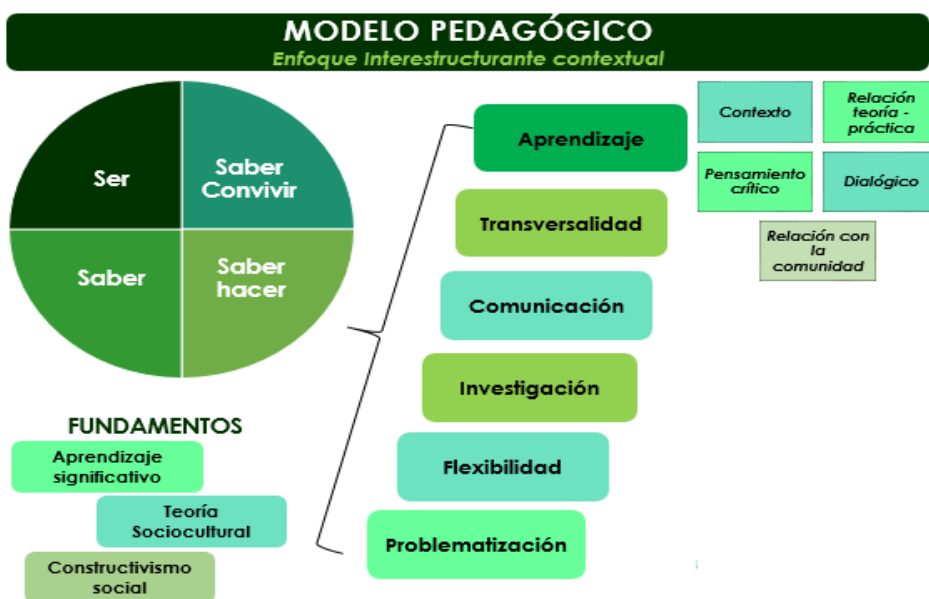 MODELO PEDAGÓGICO
Enfoque Interestructurante contextual
Ser
Saber
Convivir
Saber
Saber
hacer
FUNDAMENTOS
Aprendizaje
significativo
Teoría
Sociocultural
Constructivismo
social
Aprendizaje
Transversalidad
Comunicación
Investigación
Flexibilidad
Problematización
Contexto
Relación
teoría -
práctica
Pensamiento
crítico
Dialógico
Relación con
la
comunidad